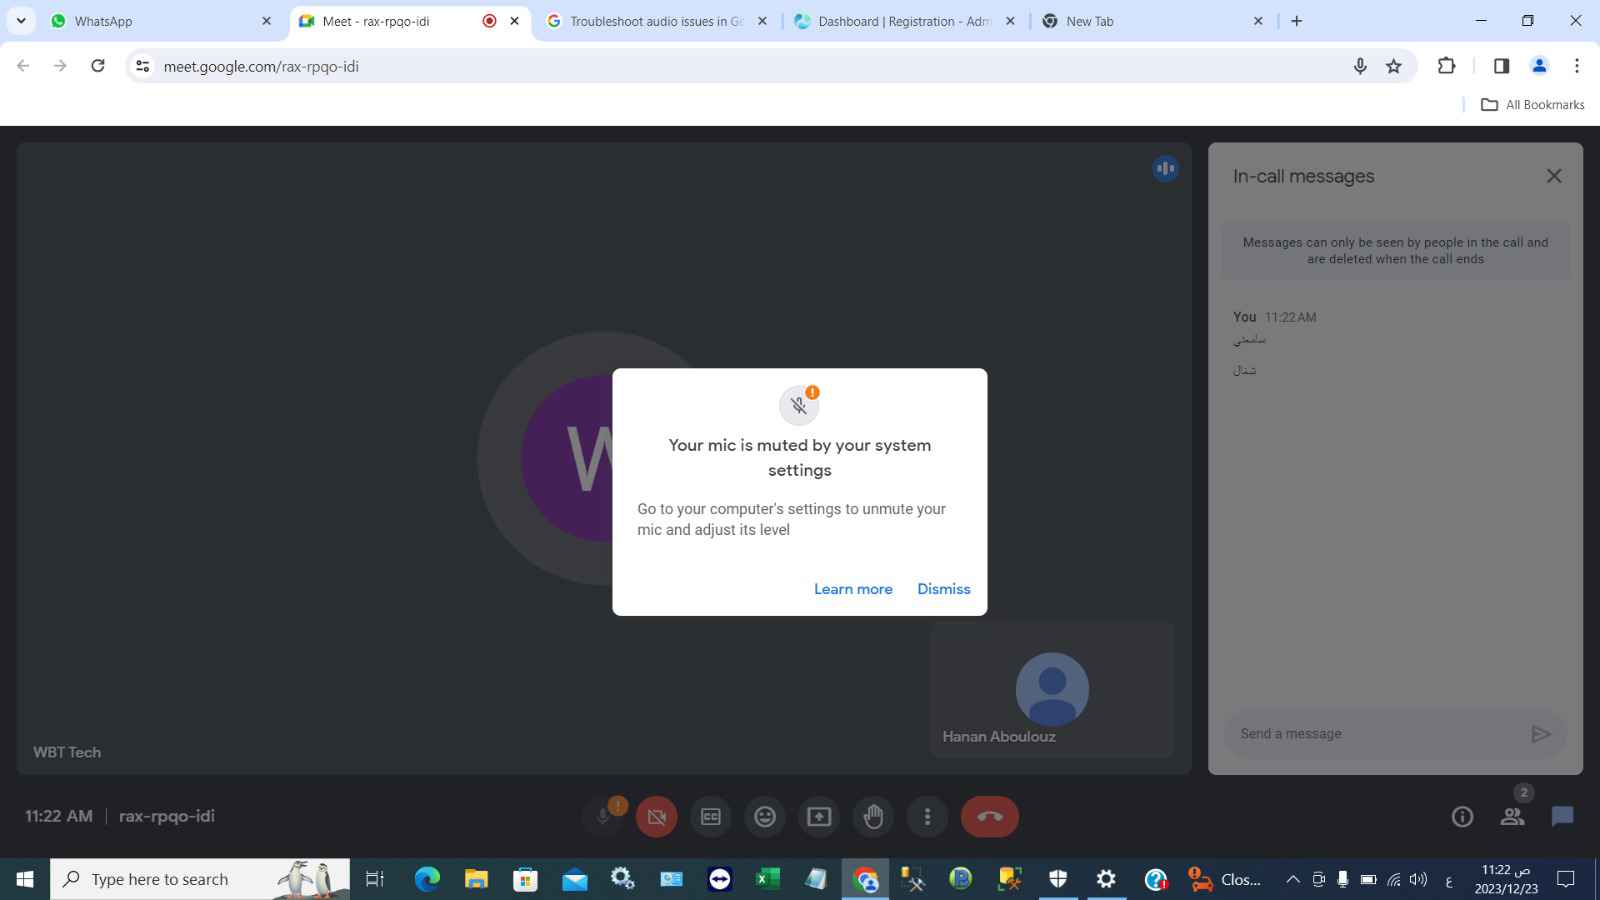 WhatsApp
Meet - rax-rpqo-idi
Troubleshoot audio issues in Go
Dashboard | Registration - Adm
New Tab
meet.google.com/rax-rpqo-idi
All Bookmarks
In-call messages
Messages can only be seen by people in the call and
are deleted when the call ends
You 11:22 AM
سامعني
شغال
W
Your mic is muted by your system
settings
Go to your computer's settings to unmute your
mic and adjust its level
Learn more Dismiss
Hanan Aboulouz
WBT Tech
Send a message
11:22 AM | rax-rpqo-idi
CC
2
Type here to search
Clos...
ع
11:22 ص
2023/12/23